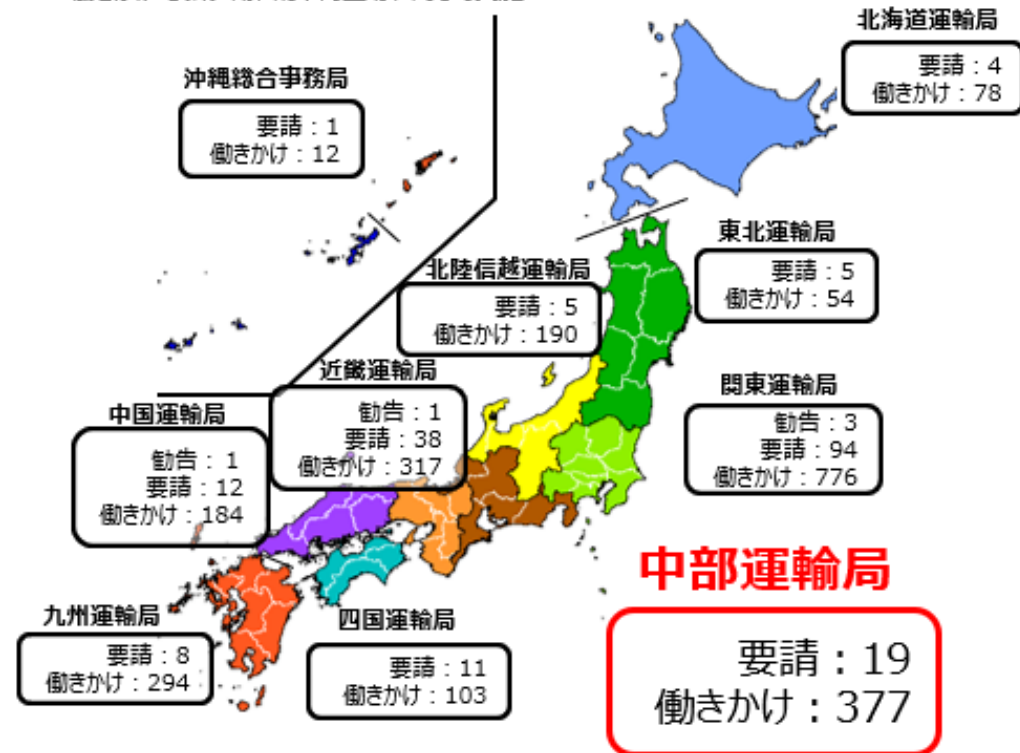 北海道運輸局
要請：4
働きかけ：78
沖縄総合事務局
要請：1
働きかけ：12
東北運輸局
要請：5
働きかけ：54
北陸信越運輸局
要請：5
働きかけ：190
近畿運輸局
勧告：1
要請：38
働きかけ：317
関東運輸局
勧告：3
要請：94
働きかけ：776
中国運輸局
勧告：1
要請：12
働きかけ：184
中部運輸局
要請：19
働きかけ：377
九州運輸局
要請：8
働きかけ：294
四国運輸局
要請：11
働きかけ：103